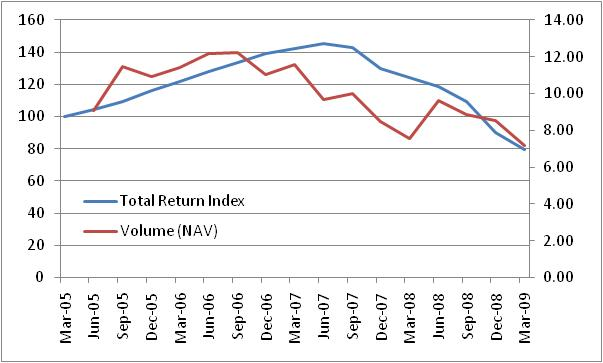 160
140
120
100
80
60
40
20
0
14.00
12.00
10.00
8.00
6.00
4.00
2.00
0.00
Total Return Index
Volume (NAV)
Mar-05
Jun-05
Sep-05
Dec-05
Mar-06
Jun-06
Sep-06
Dec-06
Mar-07
Jun-07
Sep-07
Dec-07
Mar-08
Jun-08
Sep-08
Dec-08
Mar-09